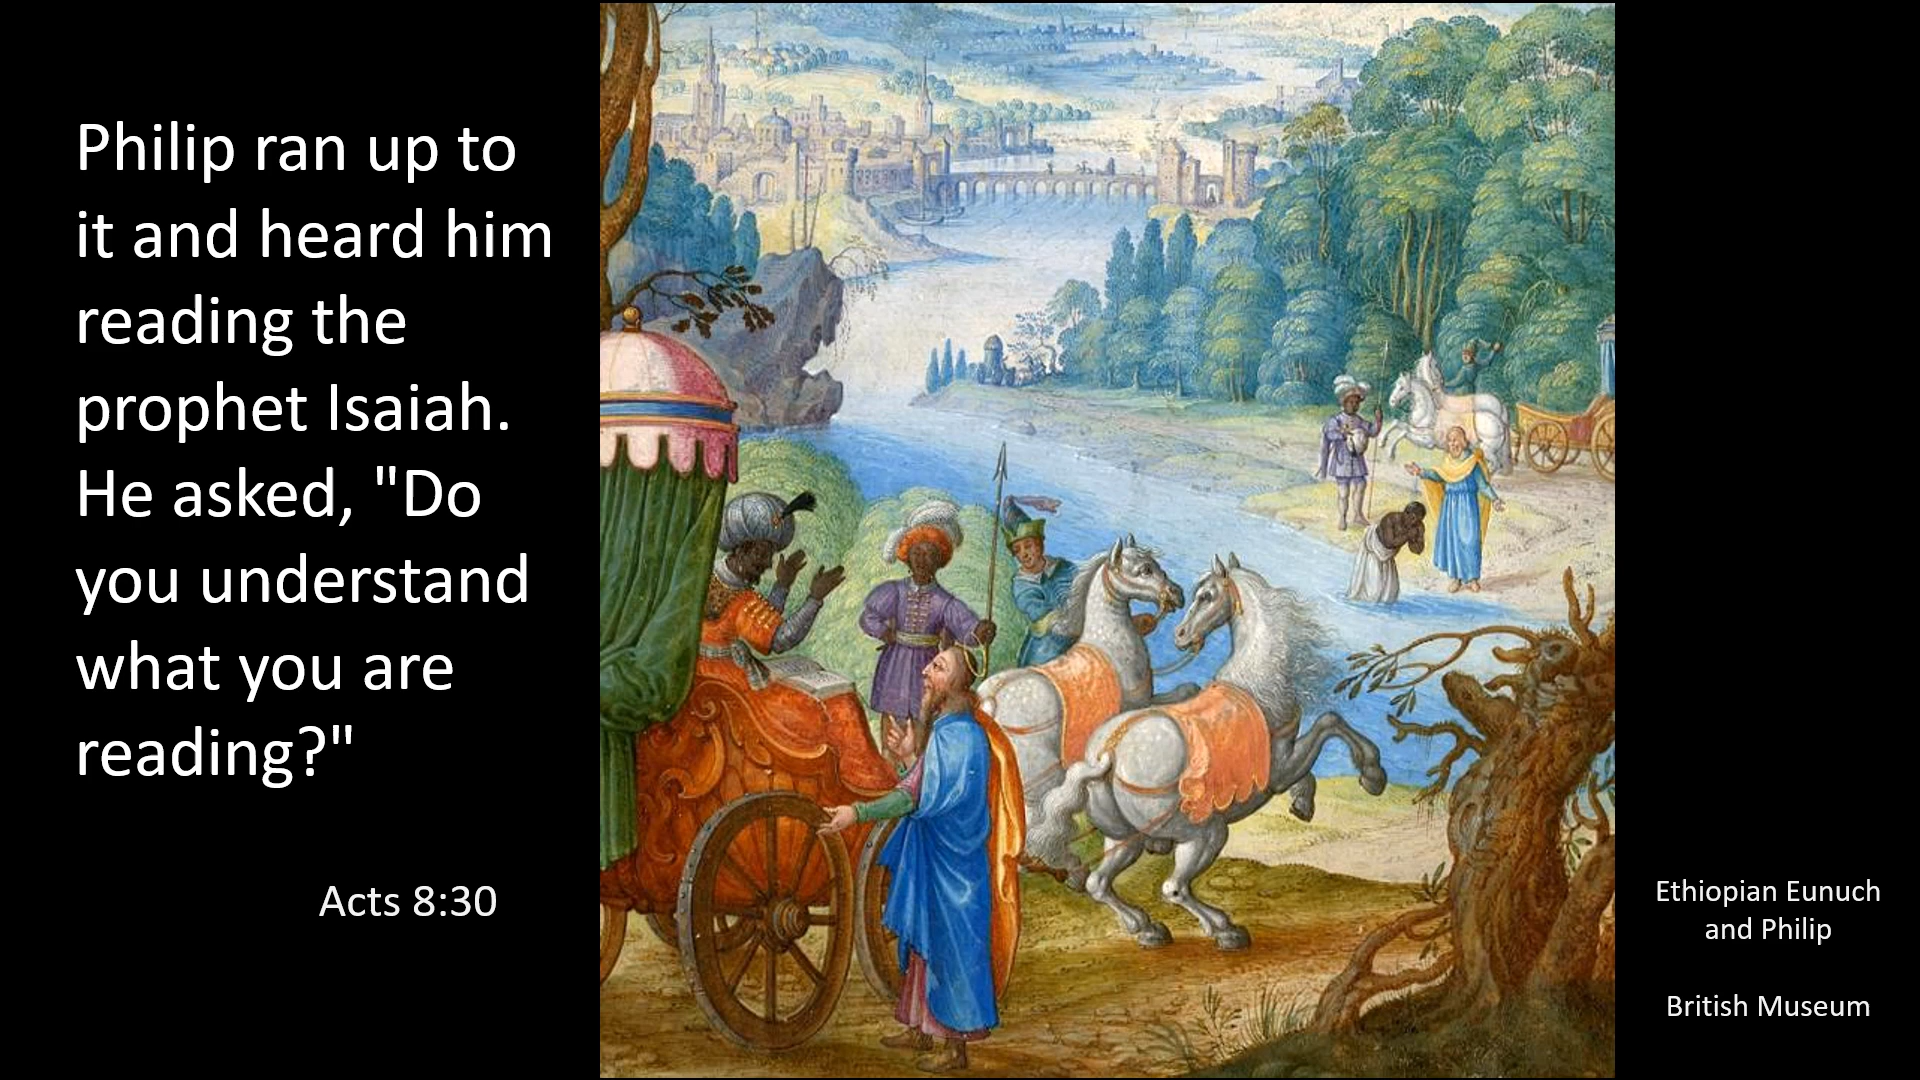 Philip ran up to
it and heard him
reading the
prophet Isaiah.
He asked, "Do
you understand
what you are
reading?"
Acts 8:30
Ethiopian Eunuch
and Philip
British Museum